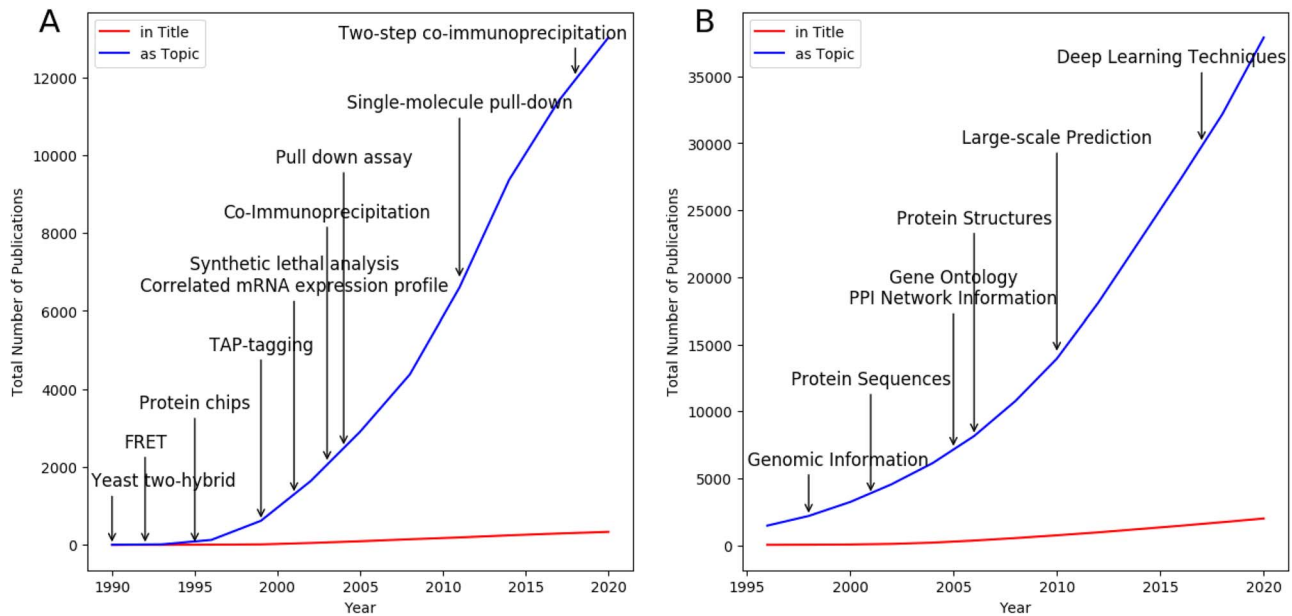 A
in Title
as Topic
Two-step co-immunoprecipitation
Single-molecule pull-down
Pull down assay
Co-Immunoprecipitation
Synthetic lethal analysis
Correlated mRNA expression profile
TAP-tagging
Protein chips
FRET
Yeast two-hybrid
Total Number of Publications
12000
10000
8000
6000
4000
2000
0
1990
1995
2000
2005
2010
2015
2020
Year
B
in Title
as Topic
Deep Learning Techniques
Large-scale Prediction
Protein Structures
Gene Ontology
PPI Network Information
Protein Sequences
Genomic Information
Total Number of Publications
35000
30000
25000
20000
15000
10000
5000
0
1995
2000
2005
2010
2015
2020
Year